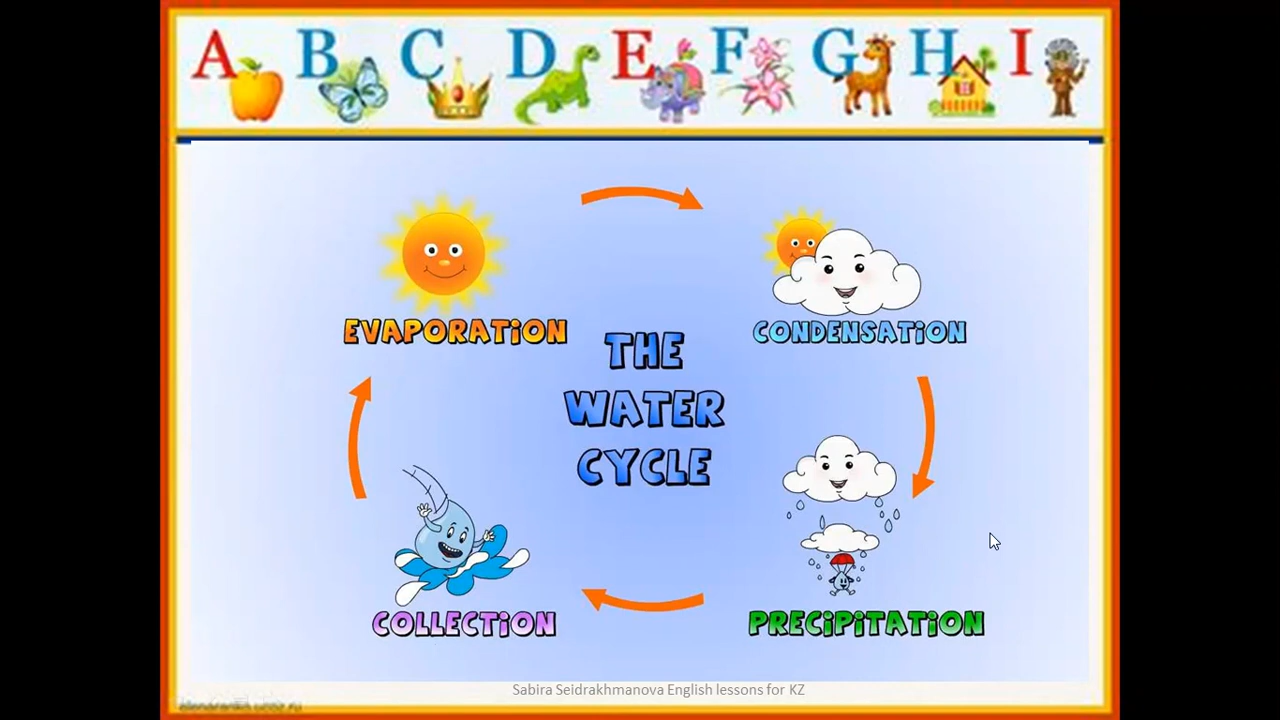 A B C D E F G H I
EVAPORATiON
CONDENSATiON
THE
WATER
CYCLE
COLLECTiON
PRECiPiTATiON
Sabira Seidrakhmanova English lessons for KZ